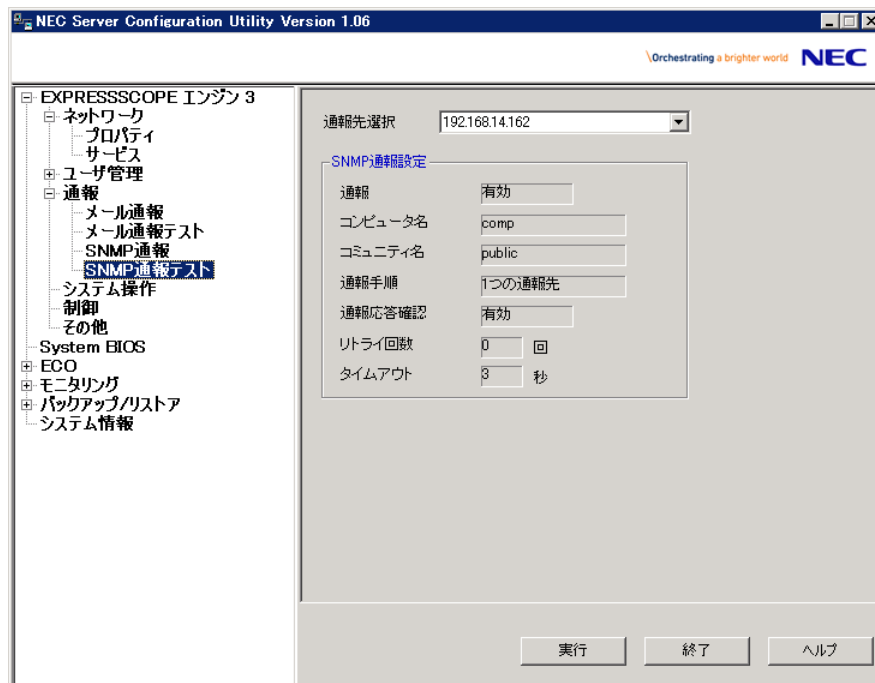 NEC Server Configuration Utility Version 1.06
\Orchestrating a brighter world NEC
EXPRESSSCOPE エンジン 3
ネットワーク
プロパティ
サービス
ユーザ管理
通報
メール通報
メール通報テスト
SNMP通報
SNMP通報テスト
システム操作
制御
その他
System BIOS
ECO
モニタリング
バックアップ/リストア
システム情報
通報先選択 192.168.14.162
SNMP通報設定
通報 有効
コンピュータ名 comp
コミュニティ名 public
通報手順 1つの通報先
通報応答確認 有効
リトライ回数 0 回
タイムアウト 3 秒
実行 終了 ヘルプ